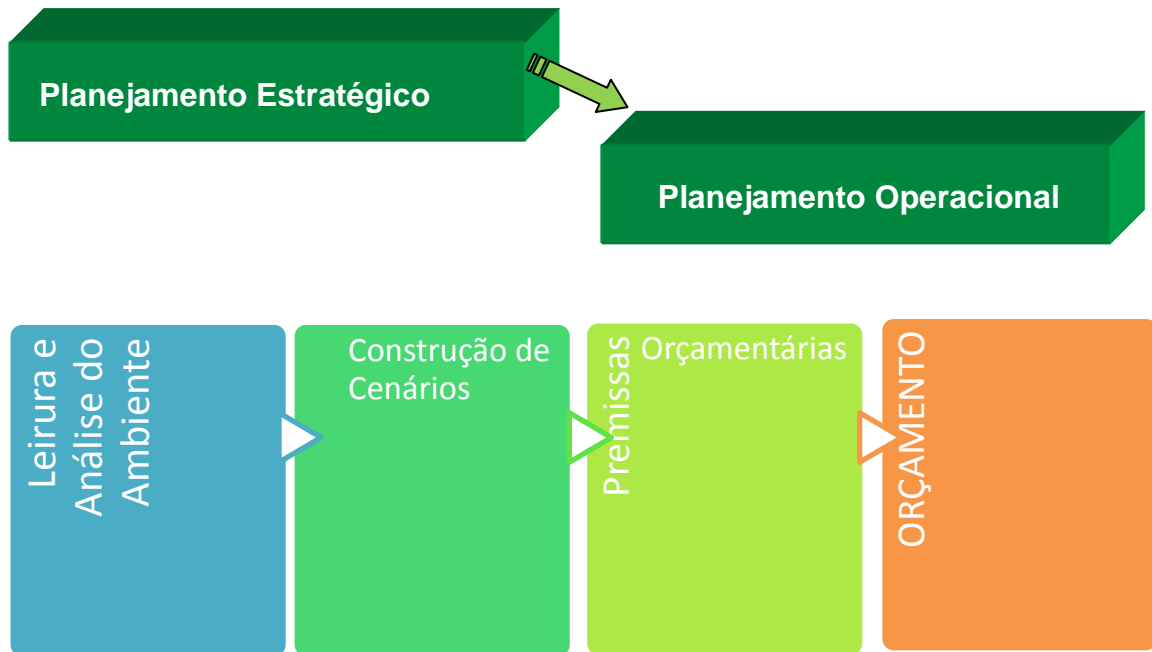 Planejamento Estratégico
Planejamento Operacional
Leirura e
Análise do
Ambiente
Construção de
Cenários
Premissas
Orçamentárias
ORÇAMENTO